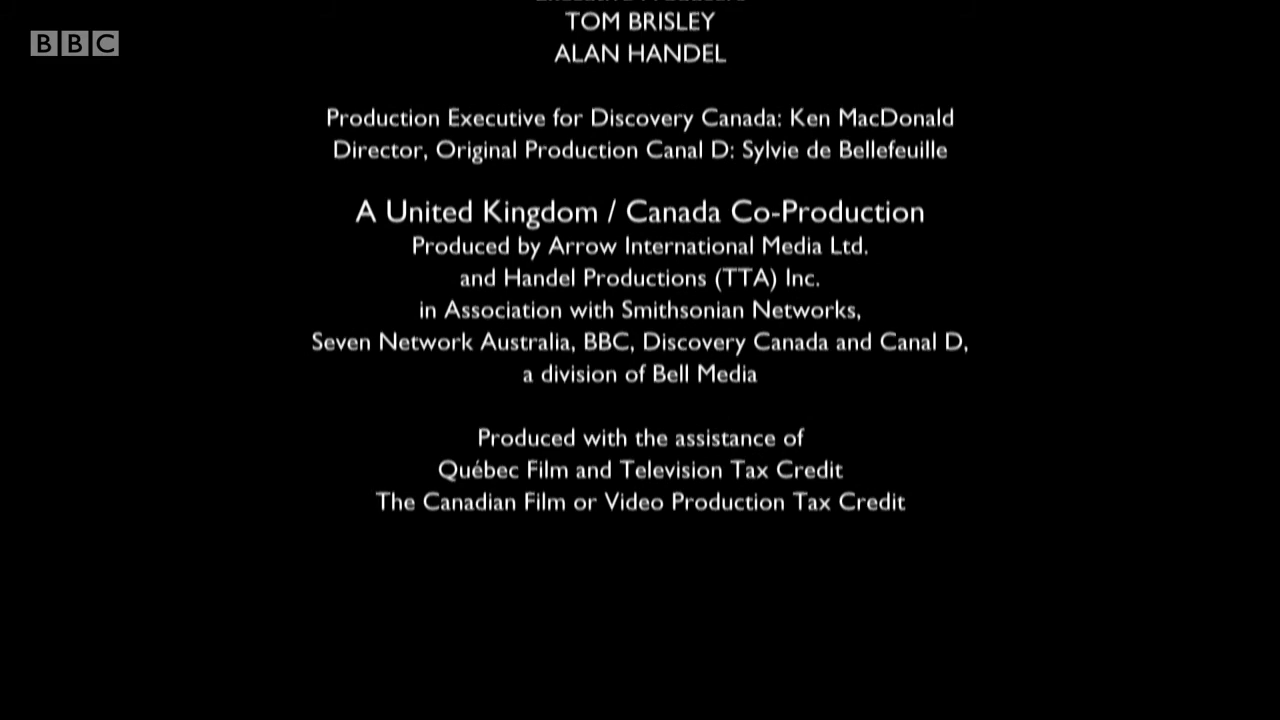 BBC
TOM BRISLEY
ALAN HANDEL
Production Executive for Discovery Canada: Ken MacDonald
Director, Original Production Canal D: Sylvie de Bellefeuille
A United Kingdom / Canada Co-Production
Produced by Arrow International Media Ltd.
and Handel Productions (TTA) Inc.
in Association with Smithsonian Networks,
Seven Network Australia, BBC, Discovery Canada and Canal D,
a division of Bell Media
Produced with the assistance of
Québec Film and Television Tax Credit
The Canadian Film or Video Production Tax Credit